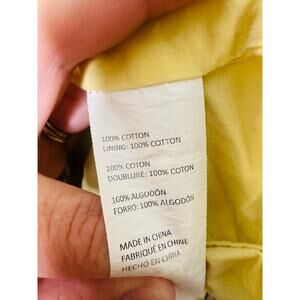 100% COTTON
LINING: 100% COTTON
100% COTON
DOUBLURE: 100% COTON
100% ALGODÓN
FORRO: 100% ALGODÓN
MADE IN CHINA
FABRIQUÉ EN CHINE
HECHO EN CHINA